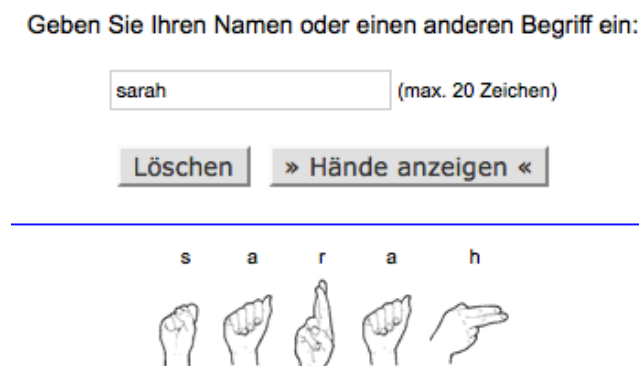 Geben Sie Ihren Namen oder einen anderen Begriff ein:
sarah (max. 20 Zeichen)
Löschen » Hände anzeigen «
s a r a h